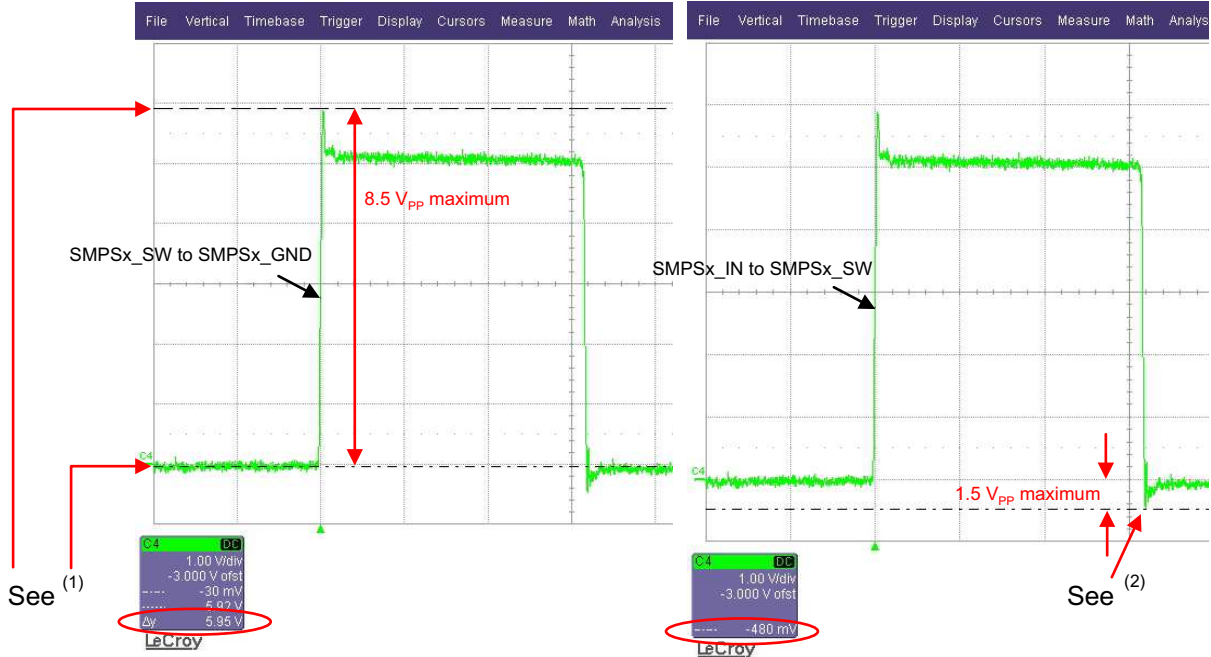 File Vertical Timebase Trigger Display Cursors Measure Math Analysis
8.5 VPP maximum
SMPSx_SW to SMPSx_GND
C4
C4 DC
1.00 V/div
-3.000 V ofst
-30 mV
5.92 V
Δy 5.95 V
LeCroy
See (1)
File Vertical Timebase Trigger Display Cursors Measure Math Analys
SMPSx_IN to SMPSx_SW
C4
1.5 VPP maximum
C4 DC
1.00 V/div
-3.000 V ofst
-480 mV
LeCroy
See (2)